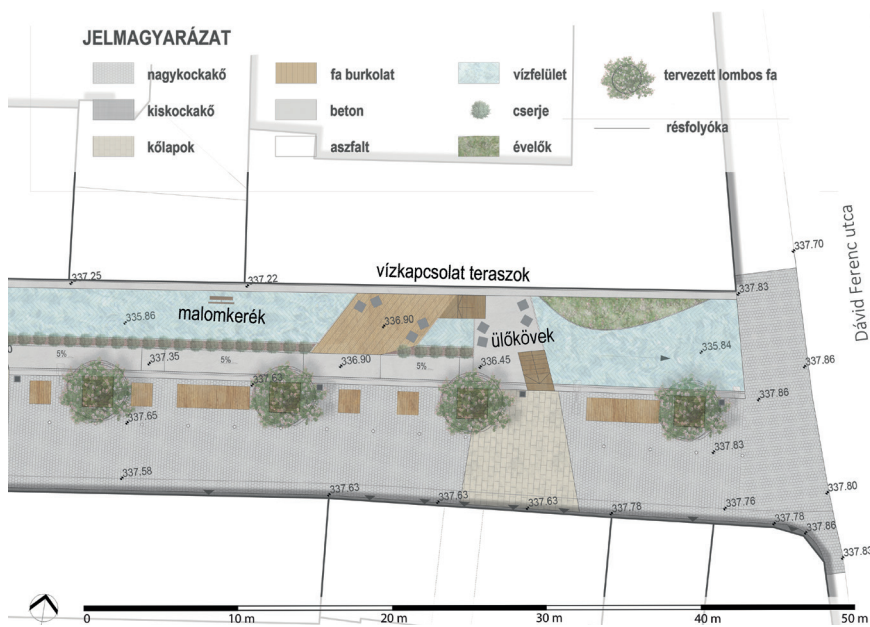 JELMAGYARÁZAT
nagykockakő
fa burkolat
vízfelület
tervezett lombos fa
kiskockakő
beton
cserje
résfolyóka
kőlapok
aszfalt
évelők
Dávid Ferenc utca
337.70
337.25
337.22
vízkapcsolat teraszok
337.83
malomkerék
335.86
336.90
ülőkövek
335.84
5%
337.35
5%
336.90
5%
336.45
337.86
337.65
337.86
337.83
337.58
337.63
337.63
337.63
337.78
337.76
337.80
337.78
337.86
337.83
0
10 m
20 m
30 m
40 m
50 m